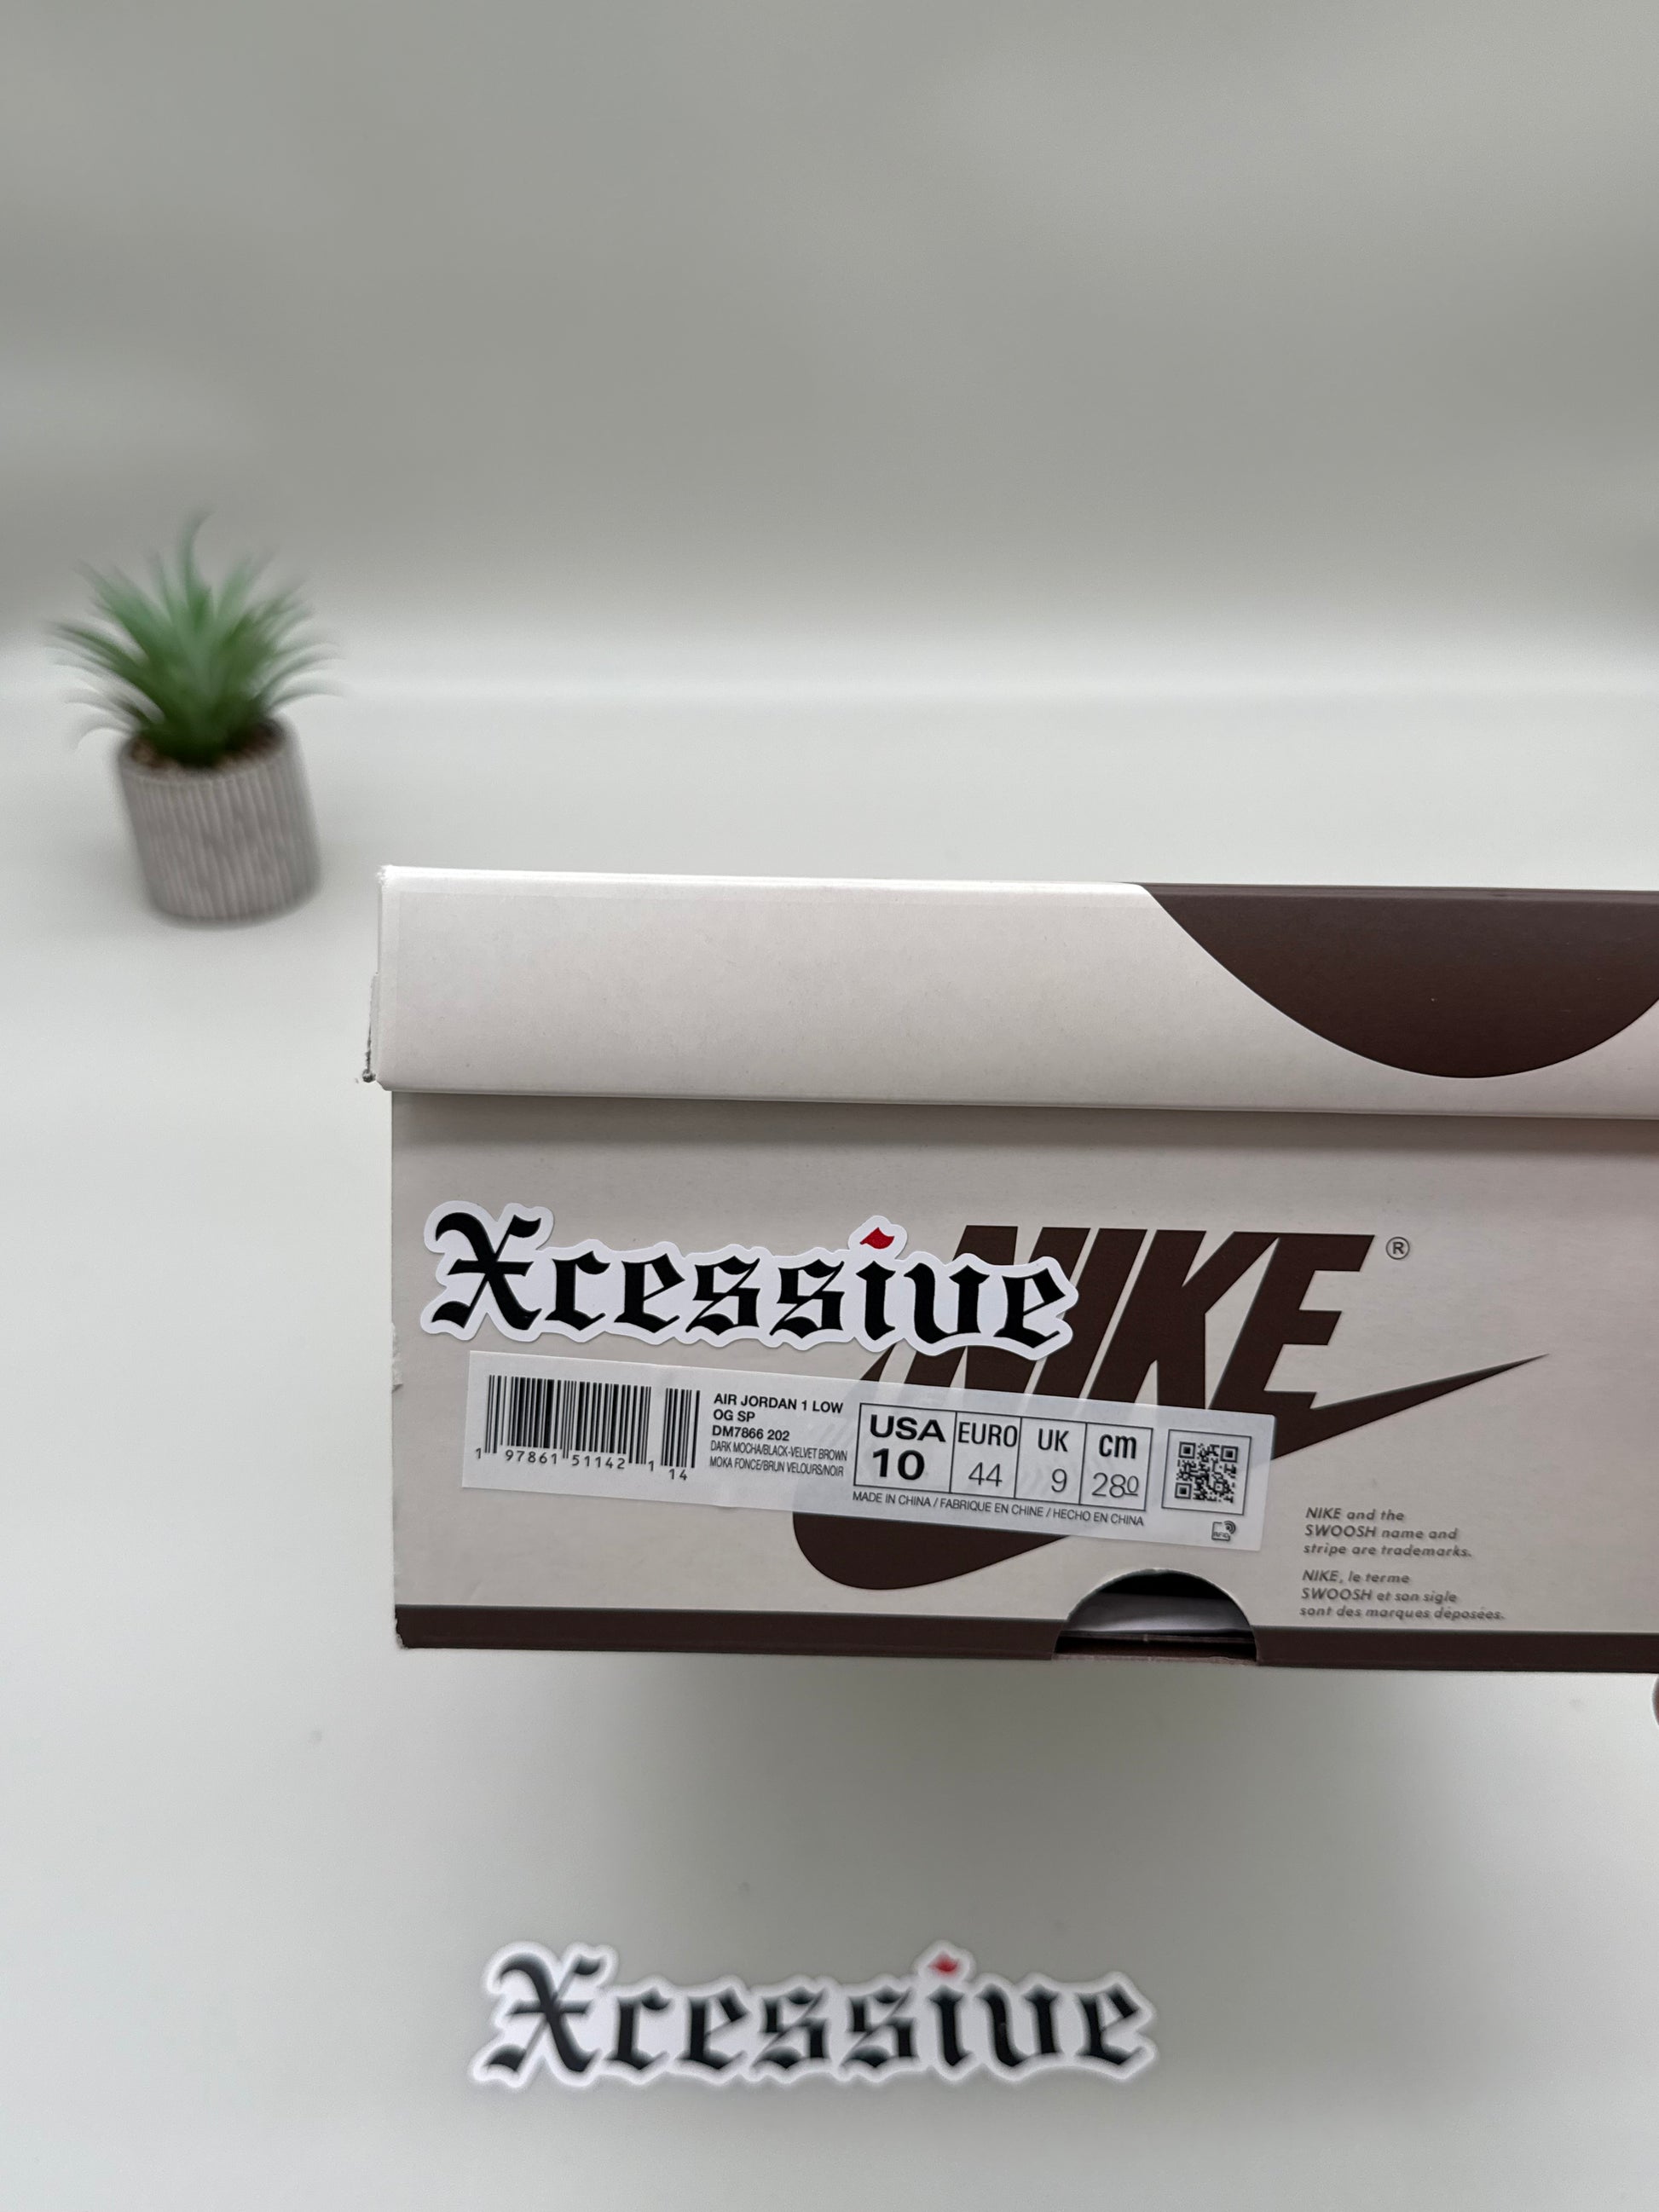 Xcessive
NIKE®
1 97861 51142 1
14
AIR JORDAN 1 LOW
OG SP
DM7866 202
DARK MOCHA/BLACK-VELVET BROWN
MOKA FONCE/BRUN VELOURS/NOIR
USA EURO UK cm
10 44 9 280
MADE IN CHINA / FABRIQUE EN CHINE / HECHO EN CHINA
NIKE and the
SWOOSH name and
stripe are trademarks.
NIKE, le terme
SWOOSH et son sigle
sont des marques déposées.
Xcessive